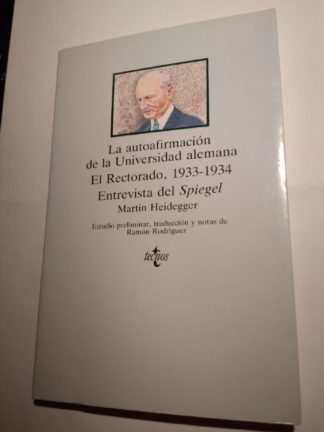 La autoafirmación
de la Universidad alemana
El Rectorado, 1933-1934
Entrevista del Spiegel
Martin Heidegger
Estudio preliminar, traducción y notas de
Ramón Rodríguez
tecnos